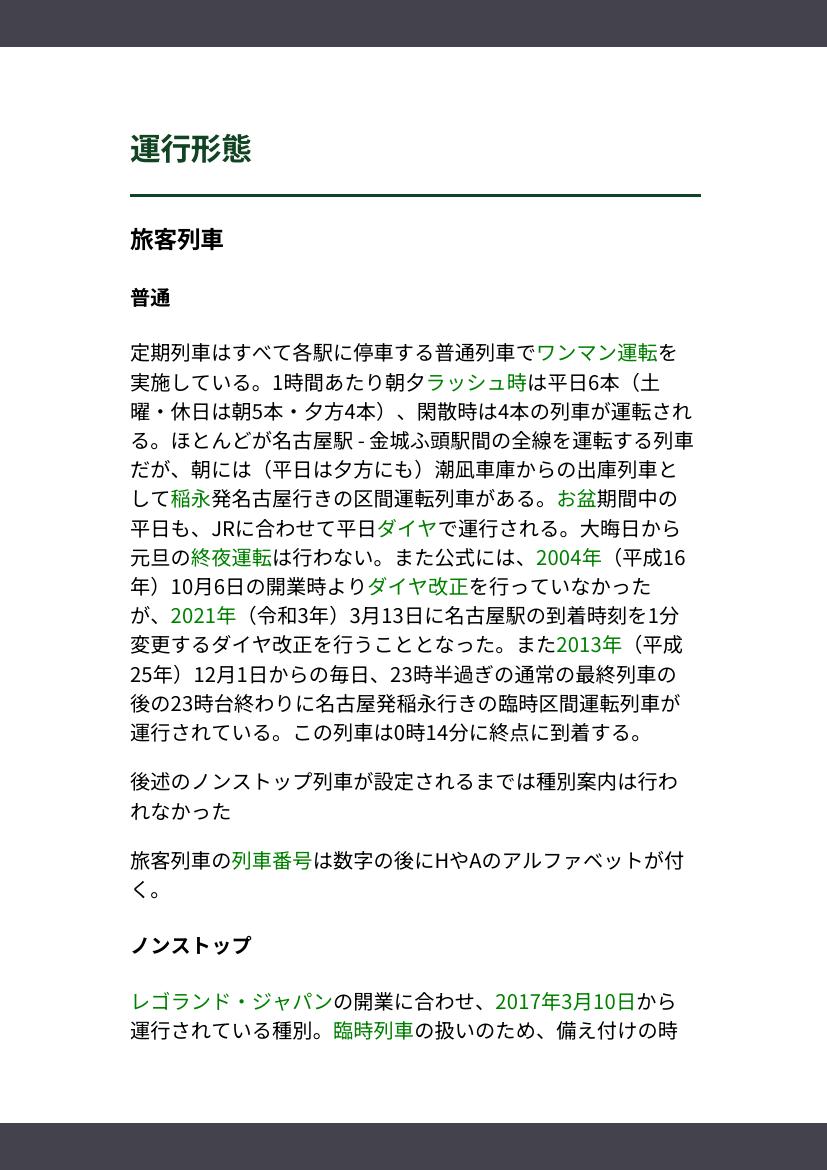 運行形態
旅客列車
普通
定期列車はすべて各駅に停車する普通列車でワンマン運転を
実施している。1時間あたり朝夕ラッシュ時は平日6本（土
曜・休日は朝5本・夕方4本）、閑散時は4本の列車が運転され
る。ほとんどが名古屋駅 - 金城ふ頭駅間の全線を運転する列車
だが、朝には（平日は夕方にも）潮凪車庫からの出庫列車と
して稲永発名古屋行きの区間運転列車がある。お盆期間中の
平日も、JRに合わせて平日ダイヤで運行される。大晦日から
元旦の終夜運転は行わない。また公式には、2004年（平成16
年）10月6日の開業時よりダイヤ改正を行っていなかった
が、2021年（令和3年）3月13日に名古屋駅の到着時刻を1分
変更するダイヤ改正を行うこととなった。また2013年（平成
25年）12月1日からの毎日、23時半過ぎの通常の最終列車の
後の23時台終わりに名古屋発稲永行きの臨時区間運転列車が
運行されている。この列車は0時14分に終点に到着する。
後述のノンストップ列車が設定されるまでは種別案内は行わ
れなかった
旅客列車の列車番号は数字の後にHやAのアルファベットが付
く。
ノンストップ
レゴランド・ジャパンの開業に合わせ、2017年3月10日から
運行されている種別。臨時列車の扱いのため、備え付けの時